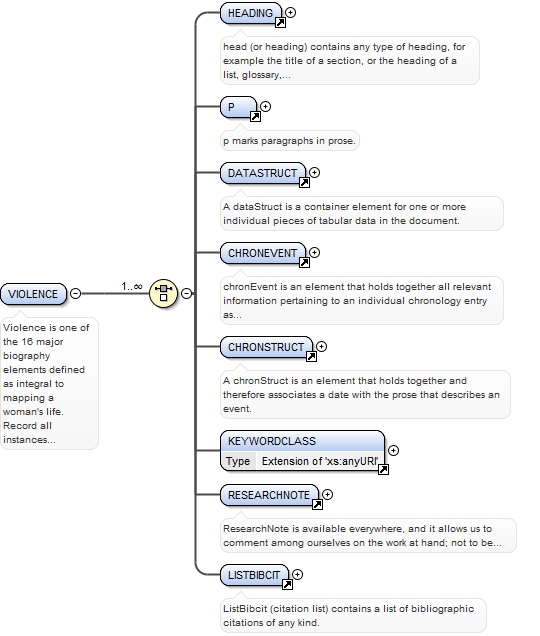 HEADING
head (or heading) contains any type of heading, for
example the title of a section, or the heading of a
list, glossary,...
P
p marks paragraphs in prose.
DATASTRUCT
A dataStruct is a container element for one or more
individual pieces of tabular data in the document.
CHRONEVENT
chronEvent is an element that holds together all relevant
information pertaining to an individual chronology entry
as...
VIOLENCE
1..∞
Violence is one of
the 16 major
biography
elements defined
as integral to
mapping a
woman's life.
Record all
instances...
CHRONSTRUCT
A chronStruct is an element that holds together and
therefore associates a date with the prose that describes an
event.
KEYWORDCLASS
Type Extension of 'xs:anyURI'
RESEARCHNOTE
ResearchNote is available everywhere, and it allows us to
comment among ourselves on the work at hand; not to be...
LISTBIBCIT
ListBibcit (citation list) contains a list of bibliographic
citations of any kind.